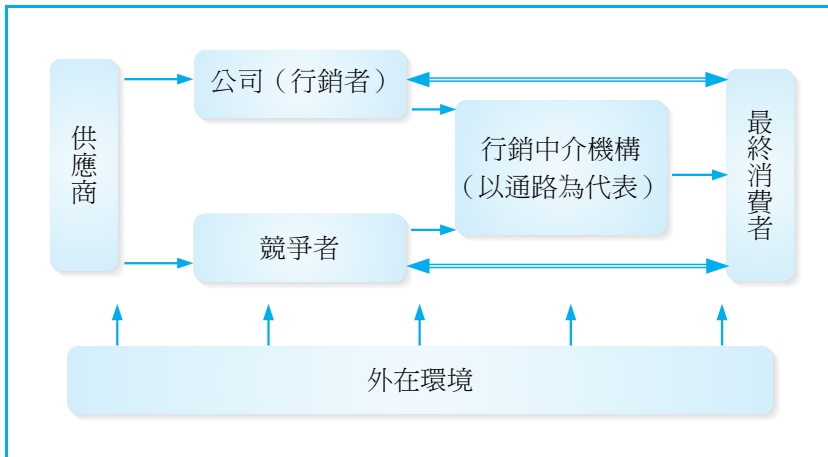 供應商
公司（行銷者）
競爭者
行銷中介機構
（以通路為代表）
最終消費者
外在環境